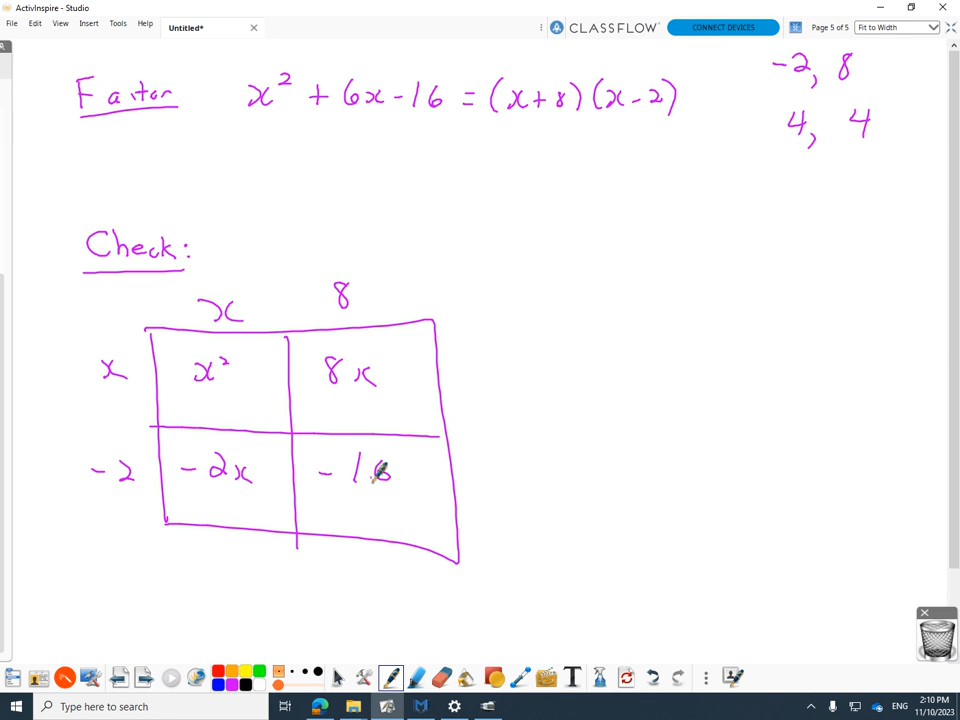 ActivInspire - Studio
File Edit View Insert Tools Help
Untitled*
CLASSFLOW
CONNECT DEVICES
Page 5 of 5
Fit to Width
Factor x² + 6x - 16 = (x+8)(x-2)
-2, 8
4, 4
Check:
x 8
x x² 8x
-2 -2x -16
Type here to search
ENG
2:10 PM
11/10/2023